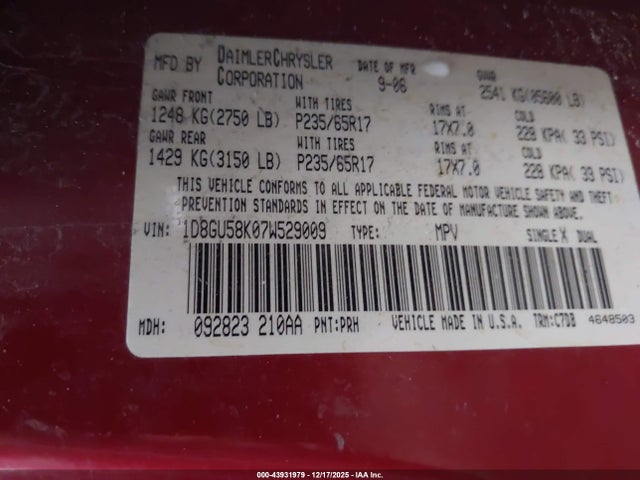 MFD BY DAIMLERCHRYSLER CORPORATION DATE OF MFR 9-06 GVWR 2541 KG(05600 LB)
GAWR FRONT WITH TIRES RIMS AT COLD
1248 KG(2750 LB) P235/65R17 17X7.0 228 KPA( 33 PSI)
GAWR REAR WITH TIRES RIMS AT COLD
1429 KG(3150 LB) P235/65R17 17X7.0 228 KPA( 33 PSI)
THIS VEHICLE CONFORMS TO ALL APPLICABLE FEDERAL MOTOR VEHICLE SAFETY AND THEFT
PREVENTION STANDARDS IN EFFECT ON THE DATE OF MANUFACTURE SHOWN ABOVE.
VIN: 1D8GU58K07W529009 TYPE: MPV SINGLE X DUAL
MDH: 092823 210AA PNT:PRH VEHICLE MADE IN U.S.A. TRM:C7DB 4648503
000-43931979 - 12/17/2025 - IAA Inc.